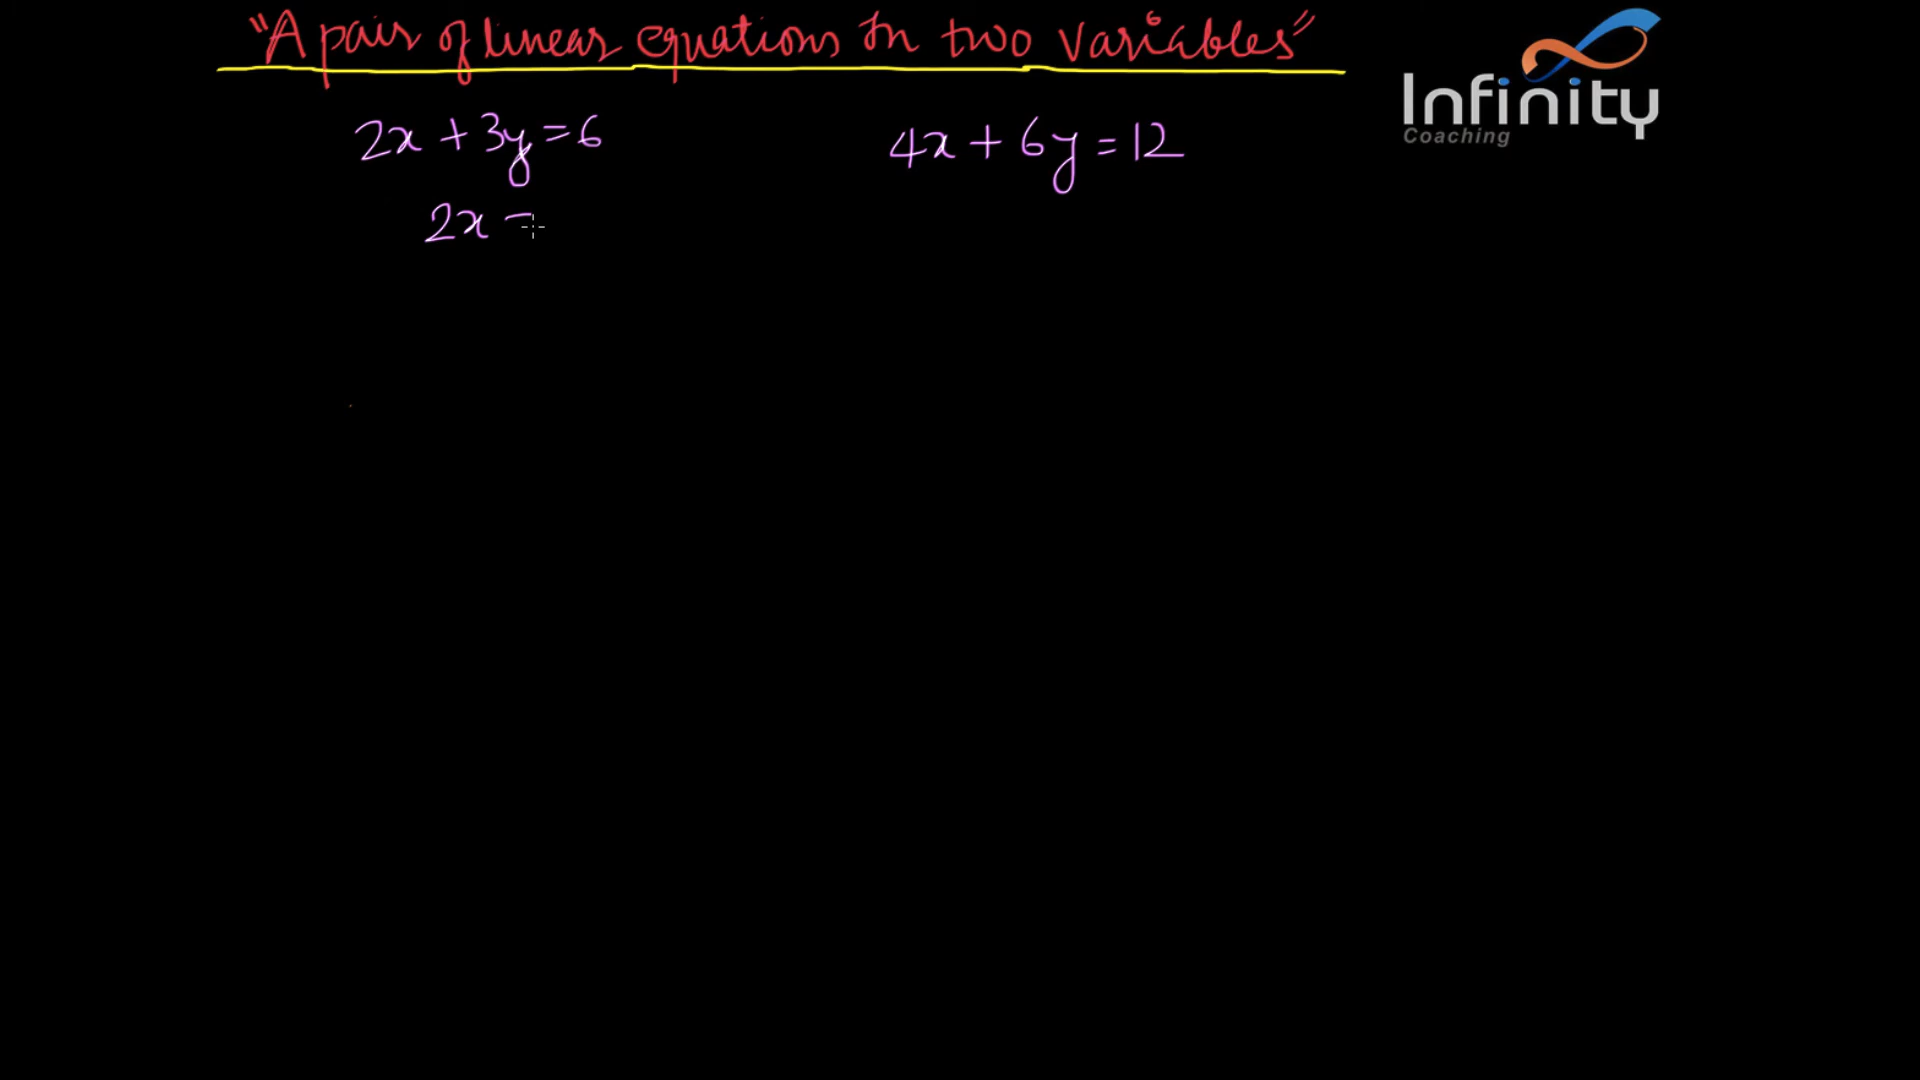 "A pair of linear equations In two variables"
Infinity
Coaching
2x + 3y = 6
4x + 6y = 12
2x =